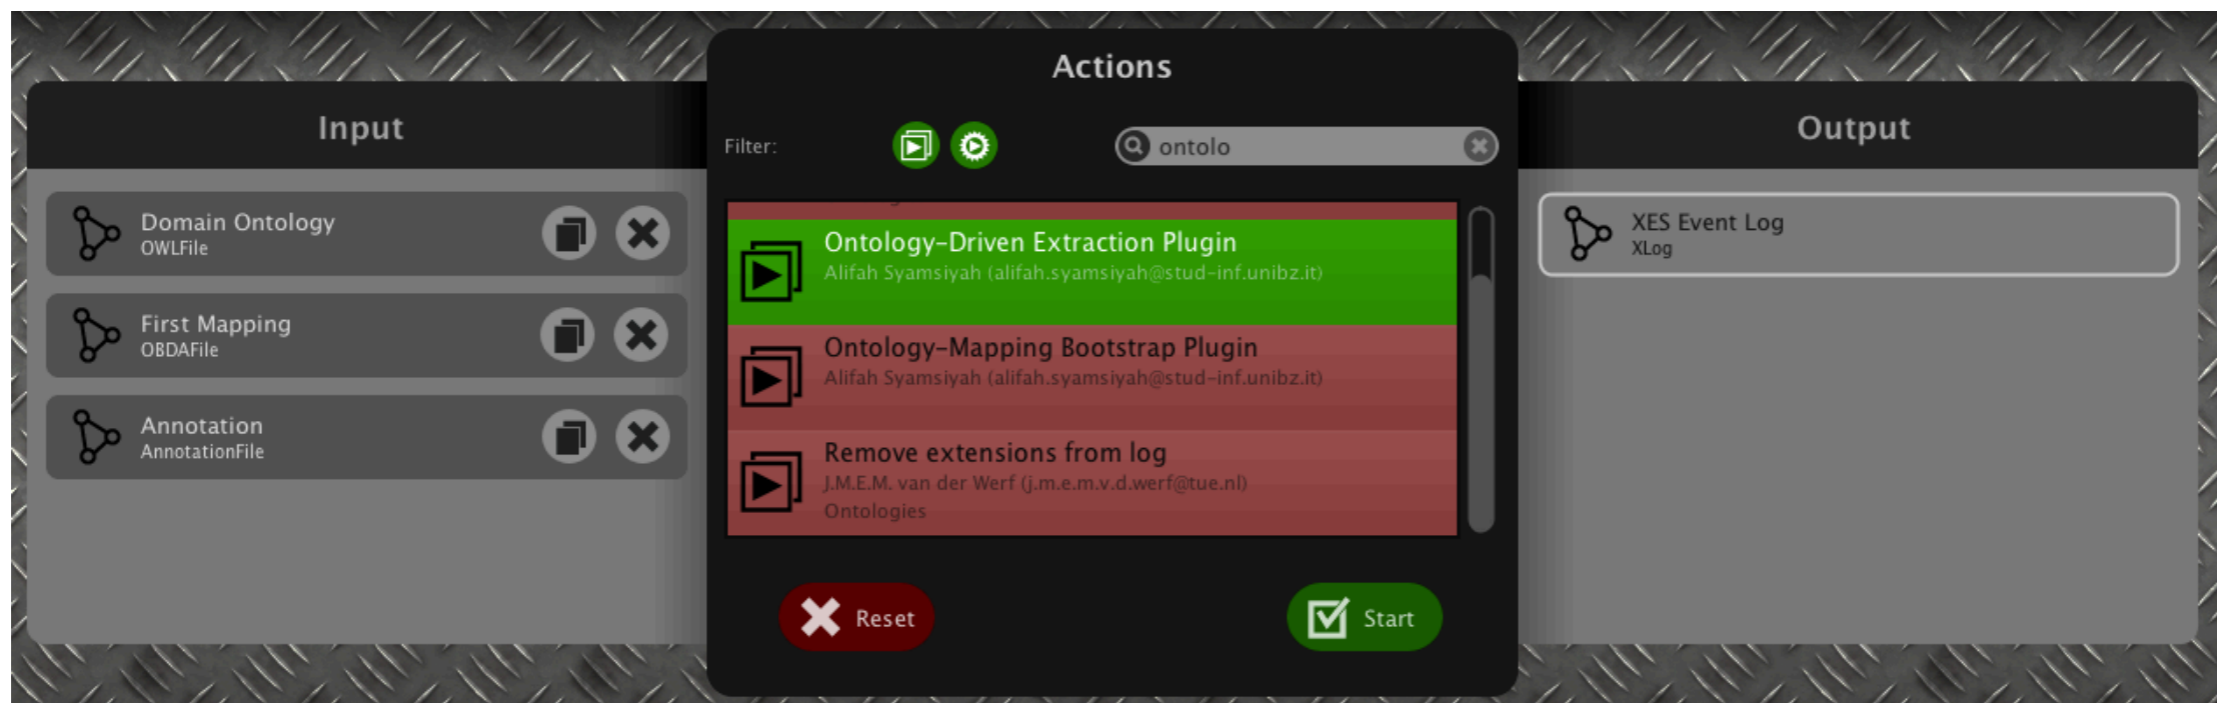 Actions
Input
Filter:
ontolo
Output
Domain Ontology
OWLFile
First Mapping
OBDAFile
Annotation
AnnotationFile
Ontology-Driven Extraction Plugin
Alifah Syamsiyah (alifah.syamsiyah@stud-inf.unibz.it)
Ontology-Mapping Bootstrap Plugin
Alifah Syamsiyah (alifah.syamsiyah@stud-inf.unibz.it)
Remove extensions from log
J.M.E.M. van der Werf (j.m.e.m.v.d.werf@tue.nl)
Ontologies
Reset
Start
XES Event Log
XLog